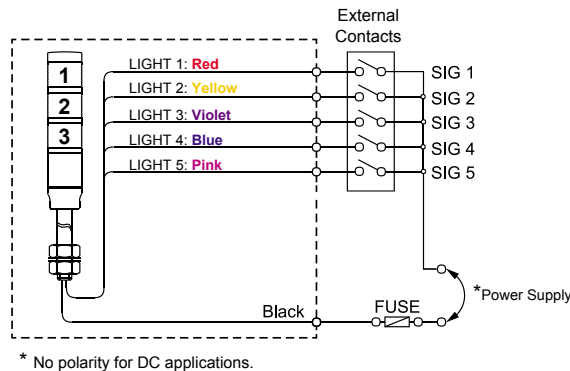 External
Contacts
LIGHT 1: Red
SIG 1
1
LIGHT 2: Yellow
SIG 2
2
LIGHT 3: Violet
SIG 3
3
LIGHT 4: Blue
SIG 4
LIGHT 5: Pink
SIG 5
*Power Supply
Black
FUSE
* No polarity for DC applications.